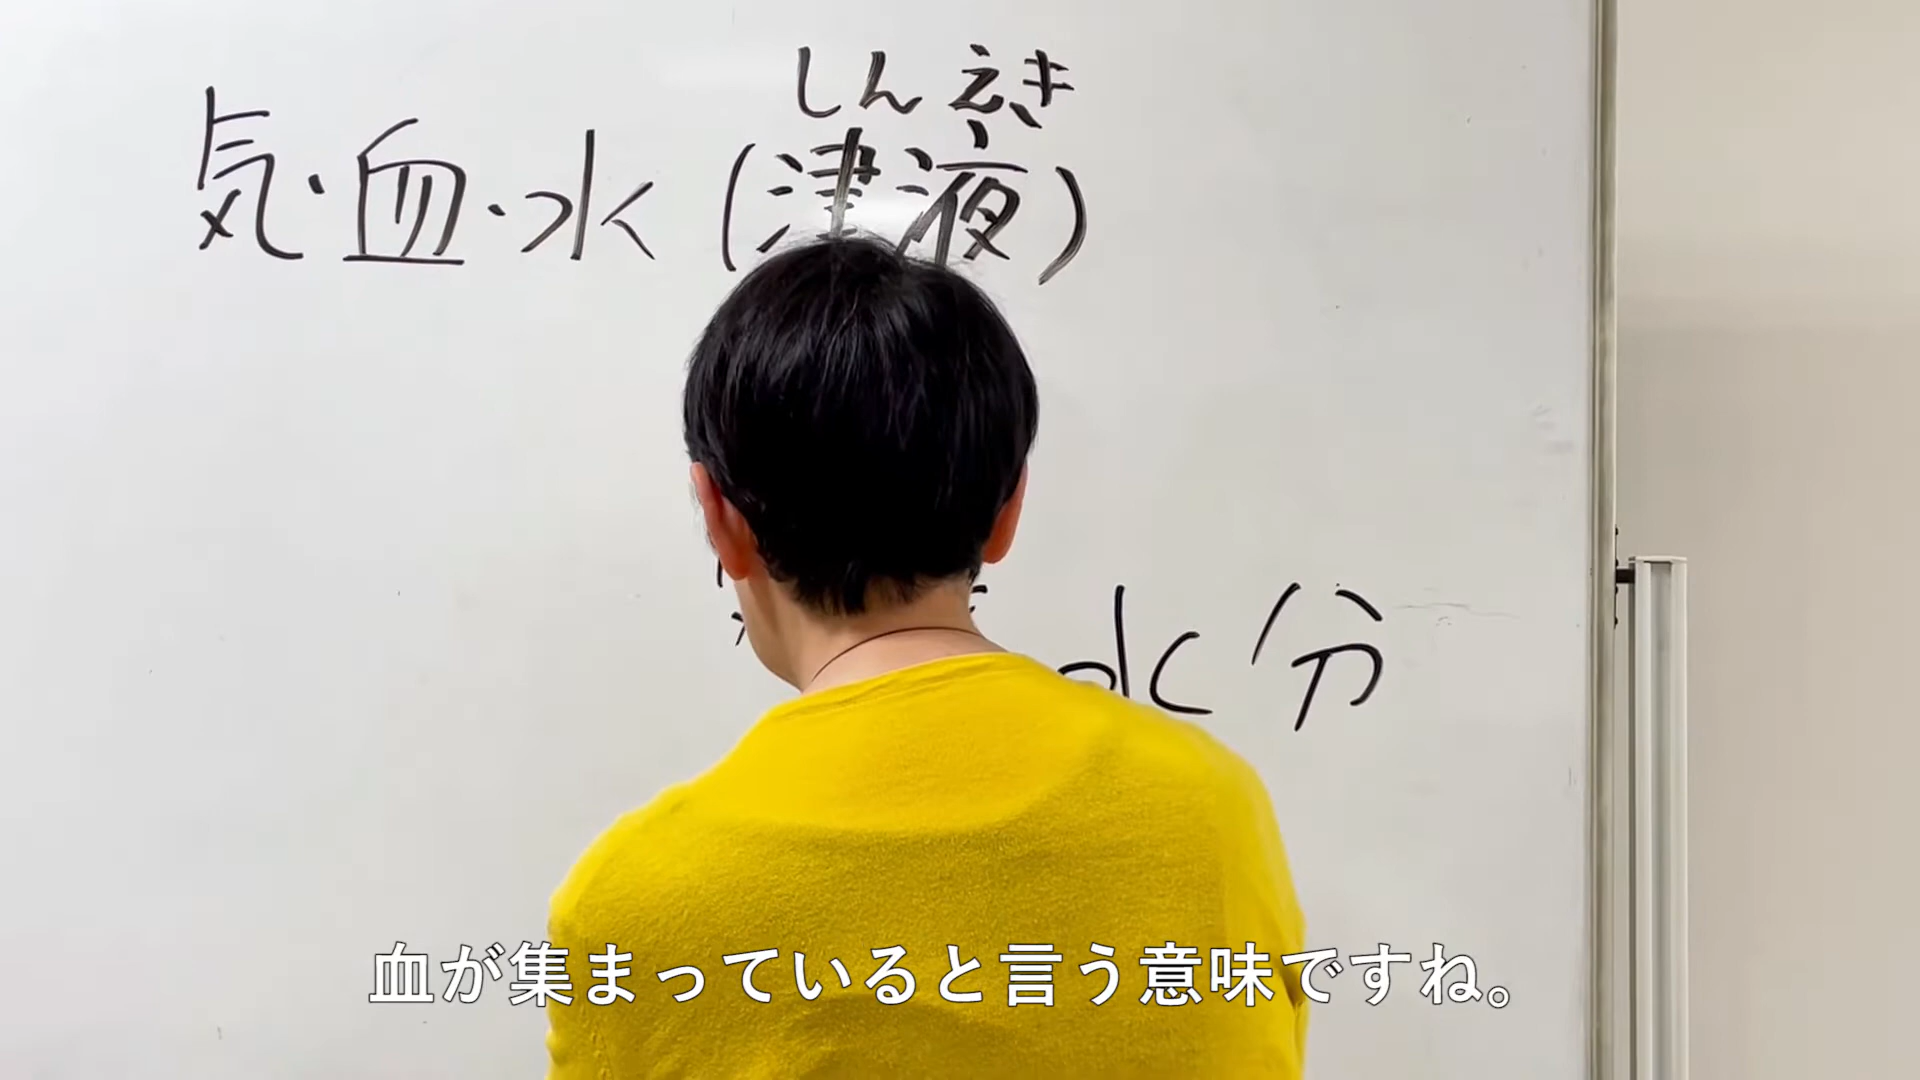 しんえき
気・血・水(津液)
水分
血が集まっていると言う意味ですね。